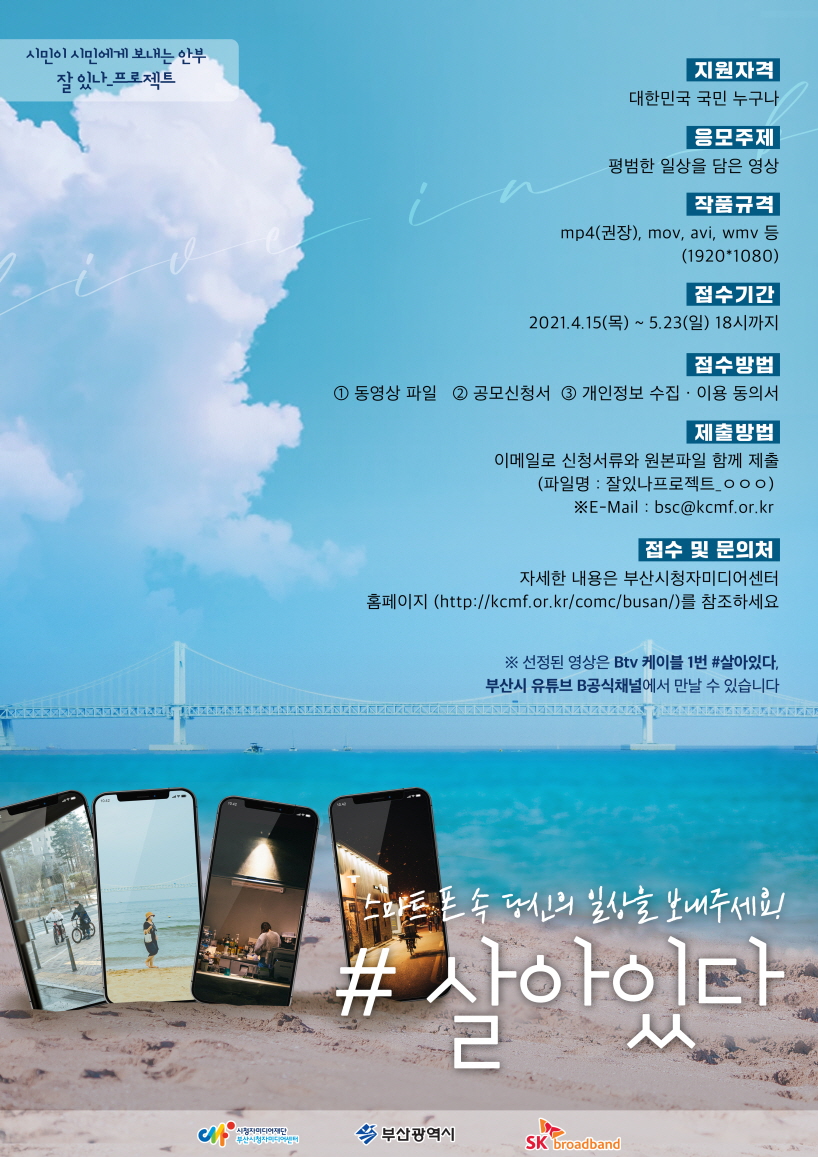 시민이 시민에게 보내는 안부
잘 있나_프로젝트
지원자격
대한민국 국민 누구나
응모주제
평범한 일상을 담은 영상
작품규격
mp4(권장), mov, avi, wmv 등
(1920*1080)
접수기간
2021.4.15(목) ~ 5.23(일) 18시까지
접수방법
① 동영상 파일 ② 공모신청서 ③ 개인정보 수집 · 이용 동의서
제출방법
이메일로 신청서류와 원본파일 함께 제출
(파일명 : 잘있나프로젝트_ㅇㅇㅇ)
※E-Mail : bsc@kcmf.or.kr
접수 및 문의처
자세한 내용은 부산시청자미디어센터
홈페이지 (http://kcmf.or.kr/comc/busan/)를 참조하세요
※ 선정된 영상은 Btv 케이블 1번 #살아있다,
부산시 유튜브 B공식채널에서 만날 수 있습니다
live in b
스마트 폰 속 당신의 일상을 보내주세요!
# 살아있다
시청자미디어재단
부산시청자미디어센터
부산광역시
SK broadband